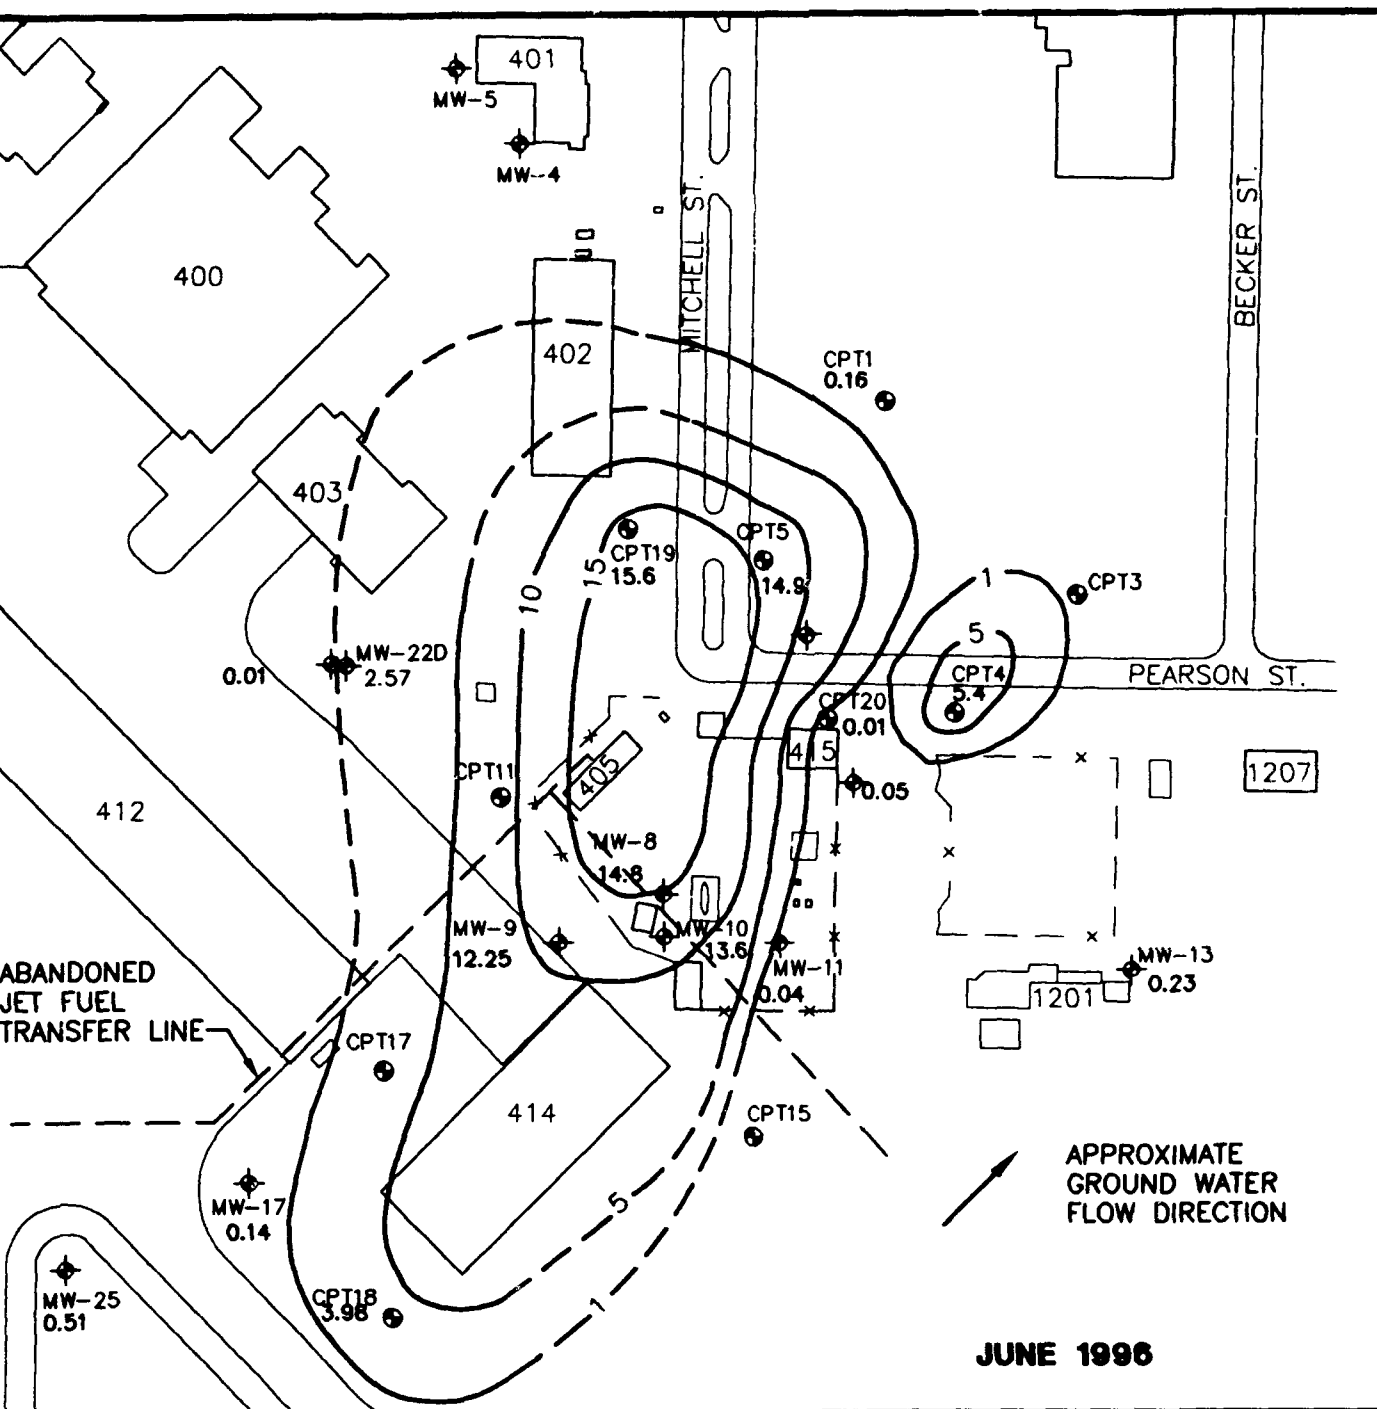 401
MW-5
MW-4
MITCHELL ST.
BECKER ST.
400
402
CPT1
0.16
403
CPT19
15.6
15
10
CPT5
14.9
1
CPT3
5
CPT4
5.4
PEARSON ST.
MW-22D
2.57
0.01
CPT20
0.01
415
0.05
1207
CPT11
405
412
MW-8
14.8
MW-9
12.25
MW-10
13.6
MW-11
0.04
MW-13
0.23
1201
ABANDONED
JET FUEL
TRANSFER LINE
CPT17
414
CPT15
APPROXIMATE
GROUND WATER
FLOW DIRECTION
MW-17
0.14
5
MW-25
0.51
CPT18
3.98
1
JUNE 1996